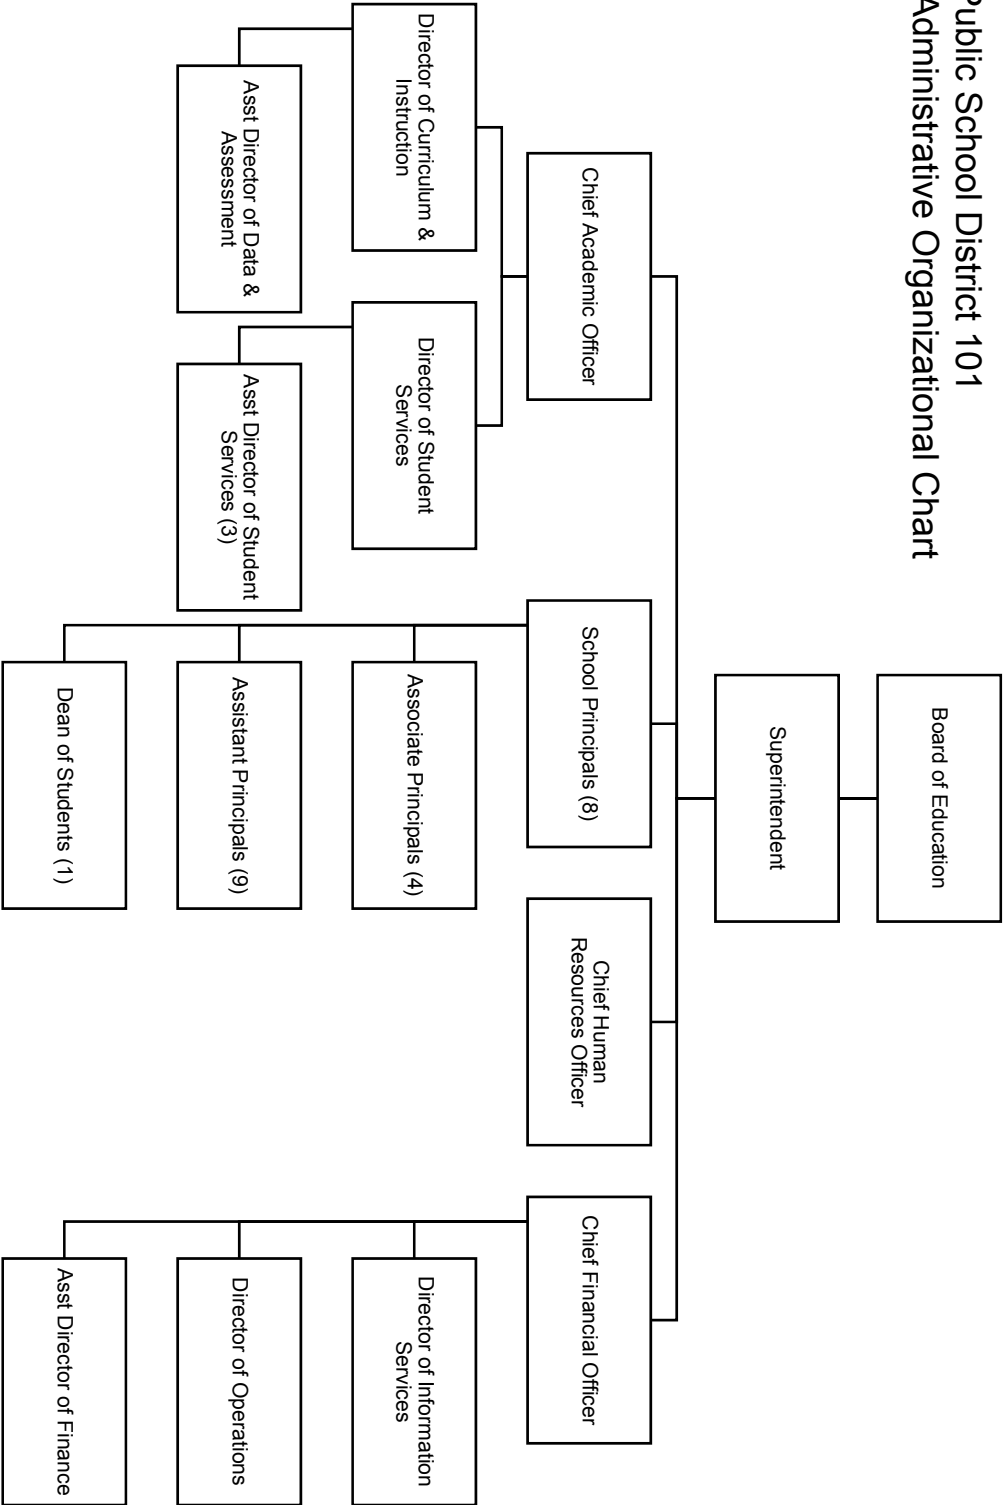 Public School District 101
Administrative Organizational Chart
Board of Education
Superintendent
Chief Academic Officer
School Principals (8)
Chief Human
Resources Officer
Chief Financial Officer
Director of Curriculum &
Instruction
Director of Student
Services
Associate Principals (4)
Director of Information
Services
Asst Director of Data &
Assessment
Asst Director of Student
Services (3)
Assistant Principals (9)
Director of Operations
Dean of Students (1)
Asst Director of Finance